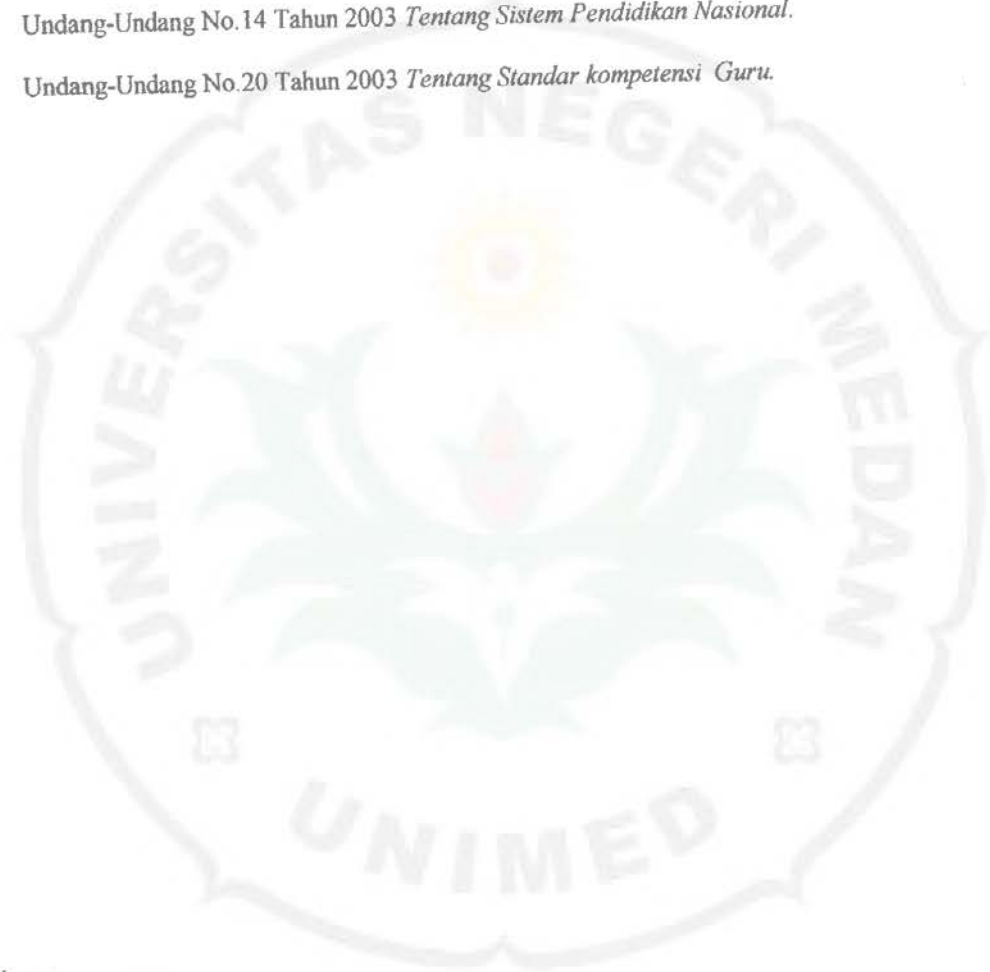 Undang-Undang No.14 Tahun 2003 Tentang Sistem Pendidikan Nasional.
Undang-Undang No.20 Tahun 2003 Tentang Standar kompetensi Guru.
UNIVERSITAS NEGERI MEDAN
UNIMED